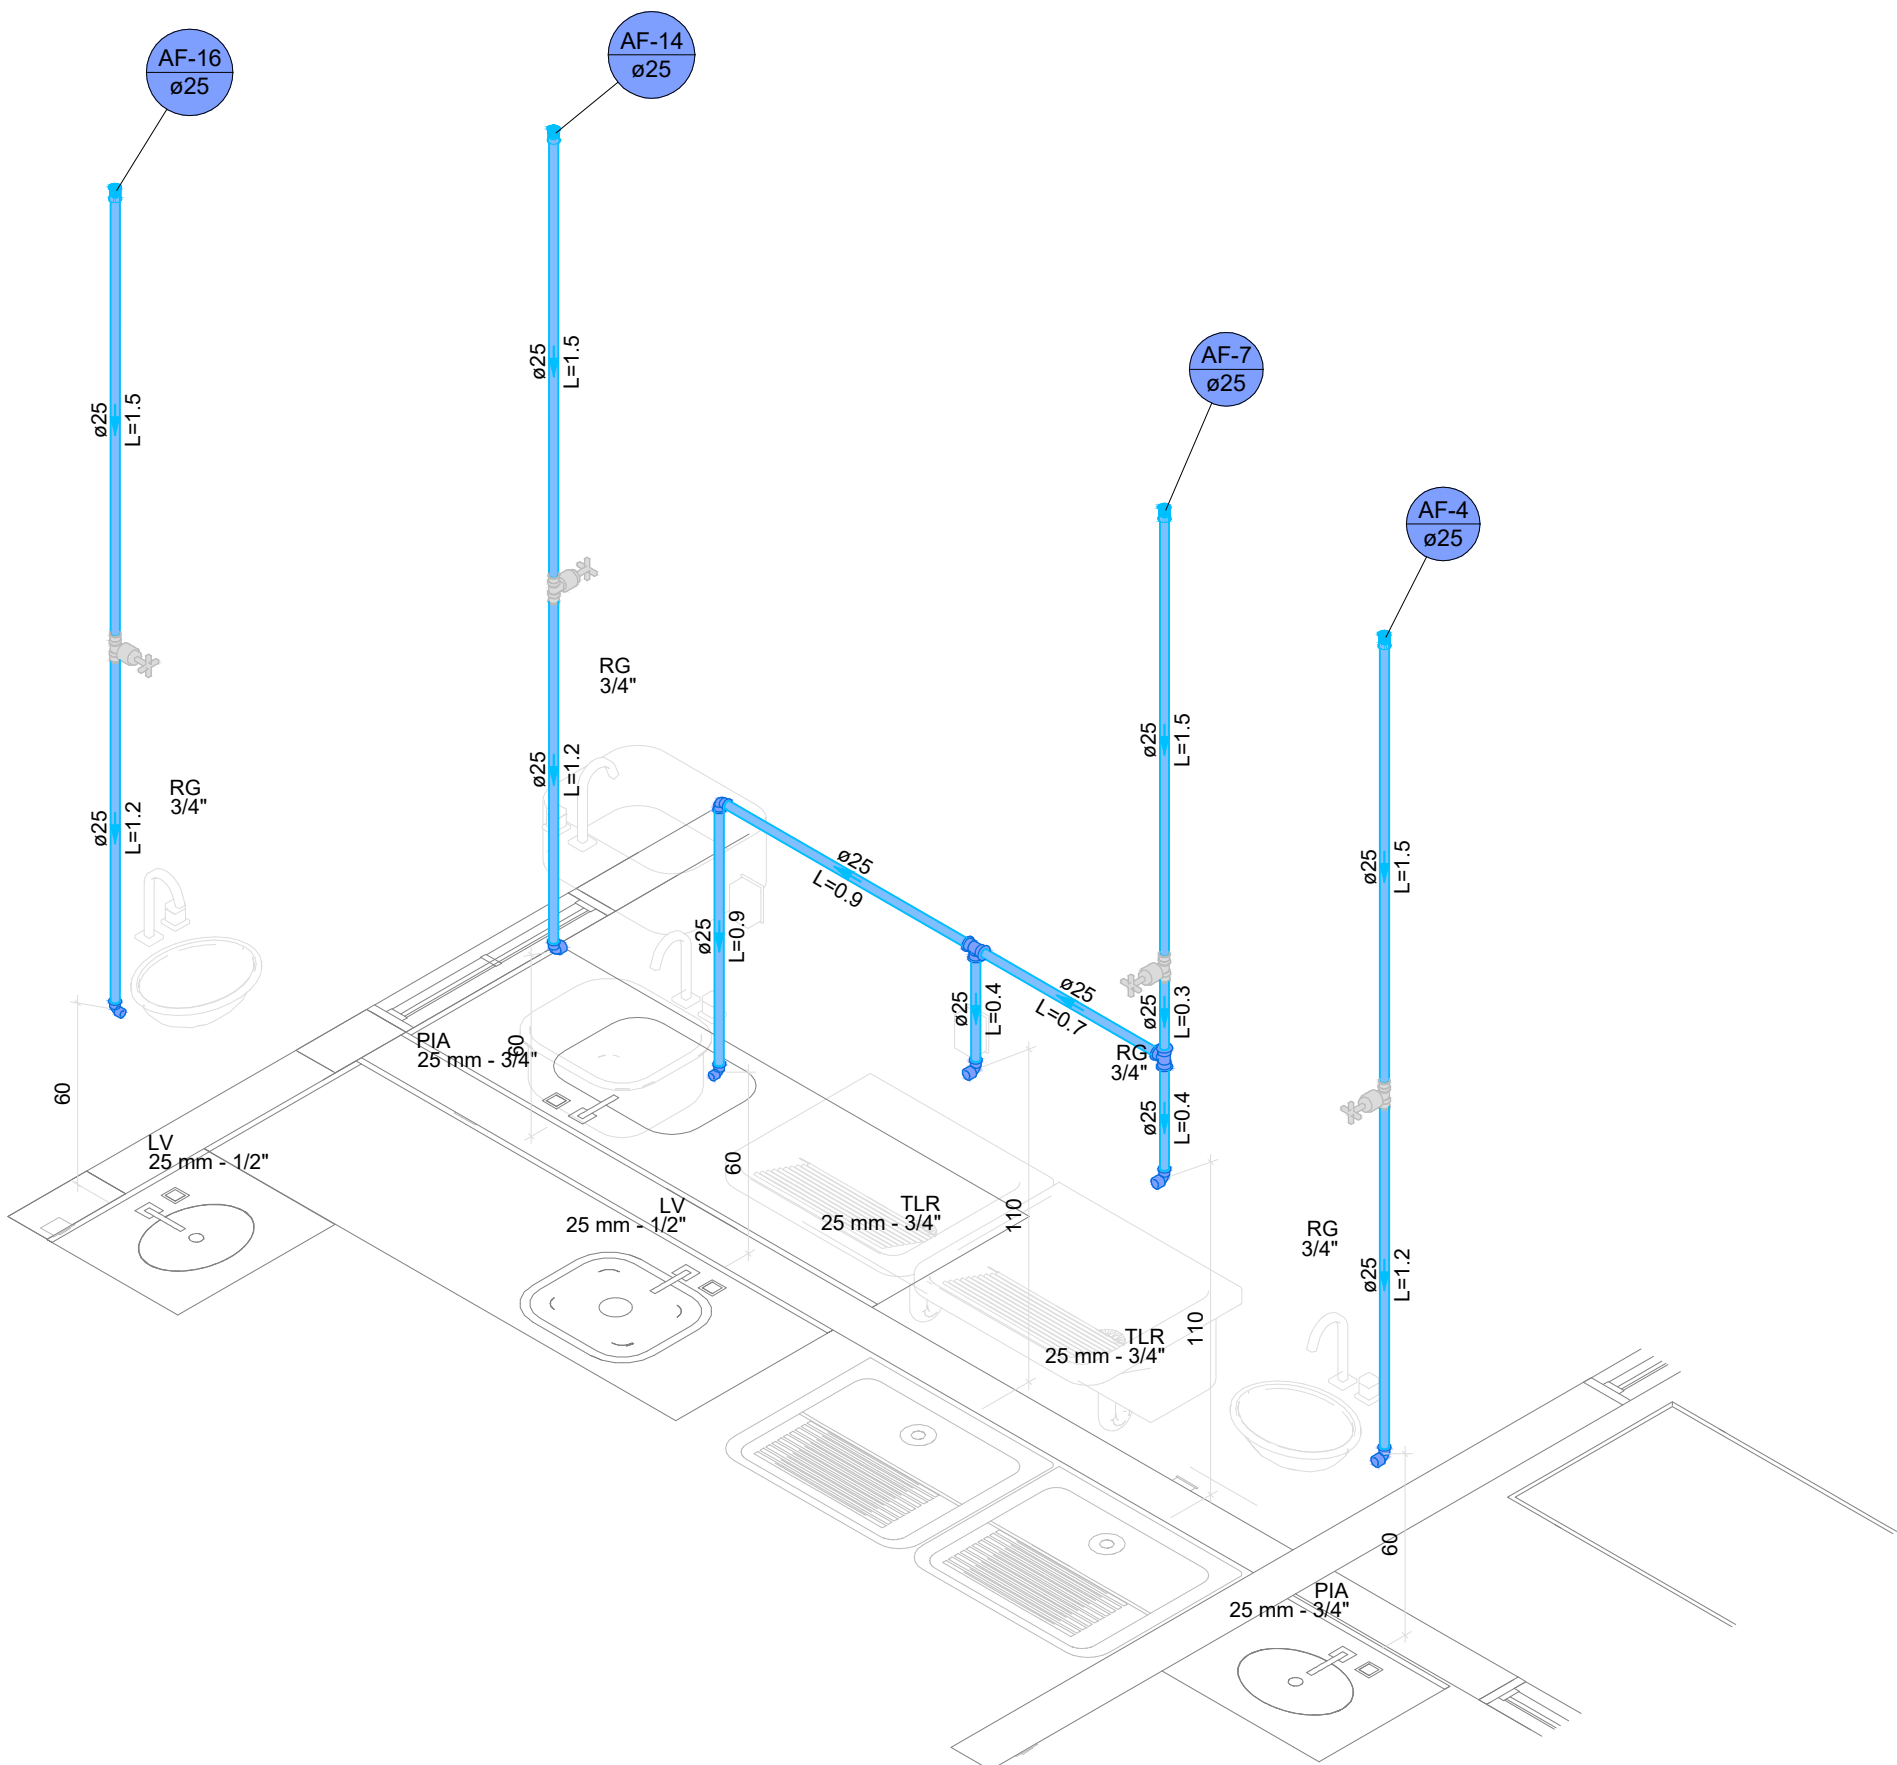 AF-16
ø25
AF-14
ø25
AF-7
ø25
AF-4
ø25
ø25
L=1.5
ø25
L=1.5
ø25
L=1.5
ø25
L=1.5
RG
3/4"
RG
3/4"
ø25
L=1.2
ø25
L=1.2
ø25
L=0.9
ø25
L=0.9
ø25
L=0.4
ø25
L=0.7
ø25
L=0.3
RG
3/4"
ø25
L=0.4
PIA
25 mm - 3/4"
60
60
LV
25 mm - 1/2"
60
LV
25 mm - 1/2"
TLR
25 mm - 3/4"
110
TLR
25 mm - 3/4"
110
RG
3/4"
ø25
L=1.2
60
PIA
25 mm - 3/4"